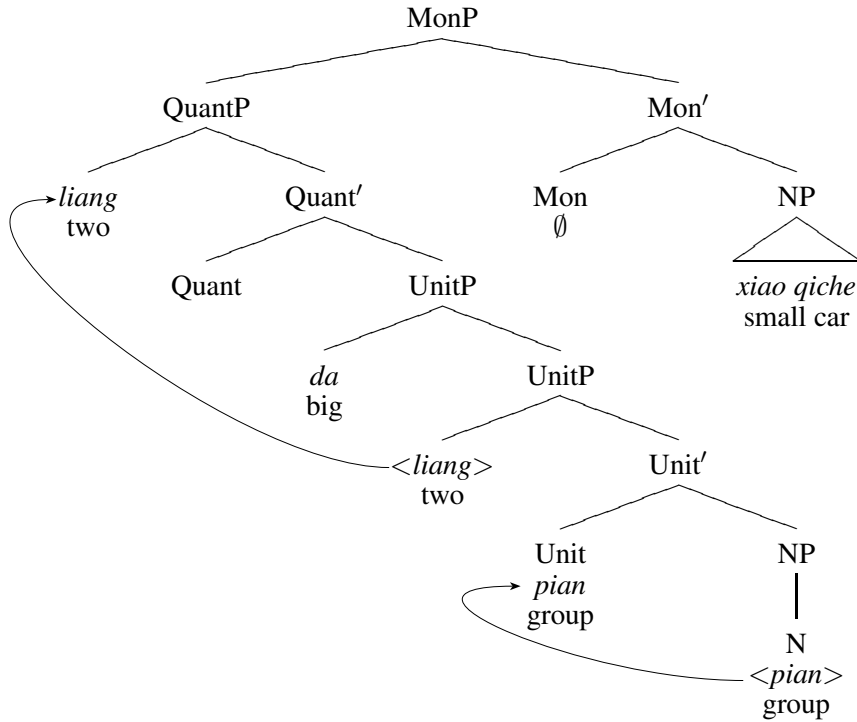 MonP
QuantP Mon′
liang Quant′ Mon NP
two ∅
Quant UnitP xiao qiche
small car
da UnitP
big
<liang> Unit′
two
Unit NP
pian
group
N
<pian>
group